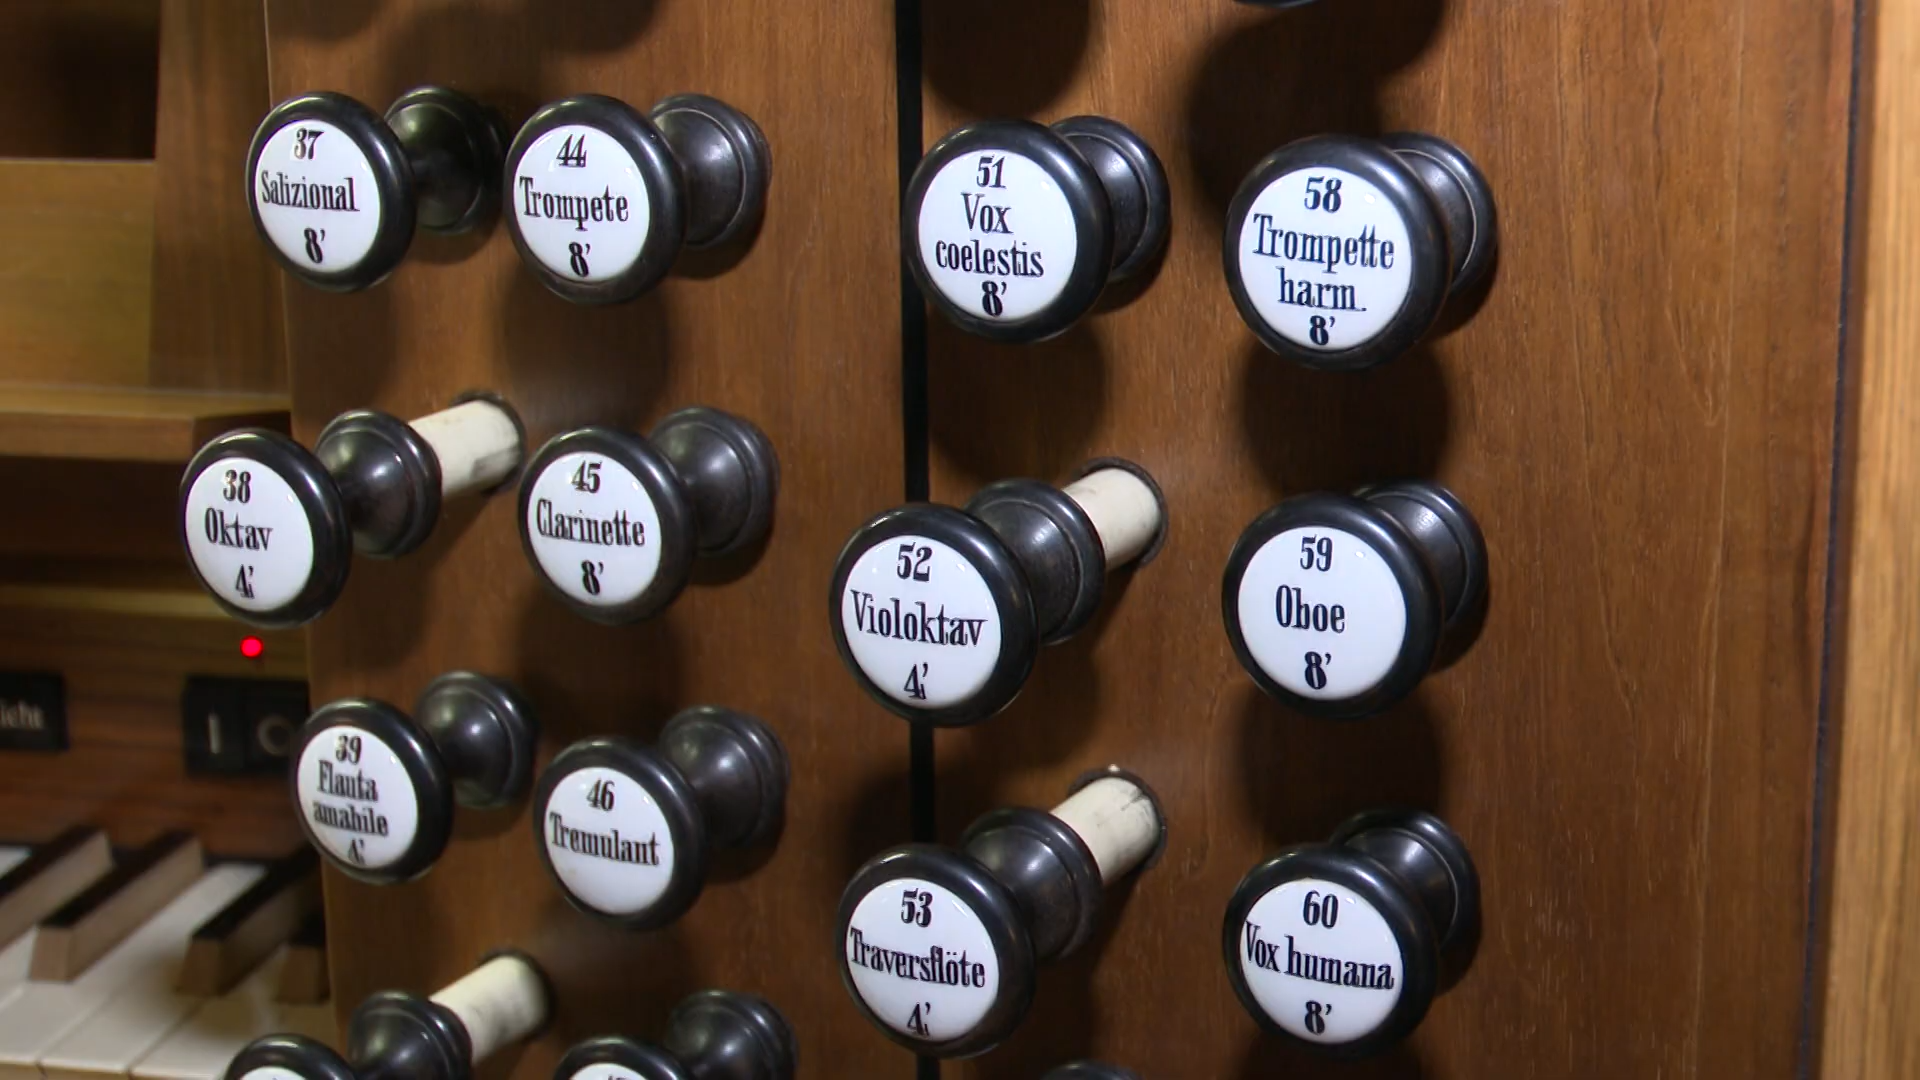 37
Salizional
8'
44
Trompete
8'
51
Vox
coelestis
8'
58
Trompette
harm.
8'
38
Oktav
4'
45
Clarinette
8'
52
Violoktav
4'
59
Oboe
8'
39
Flauta
amabile
4'
46
Tremulant
53
Traversflöte
4'
60
Vox humana
8'